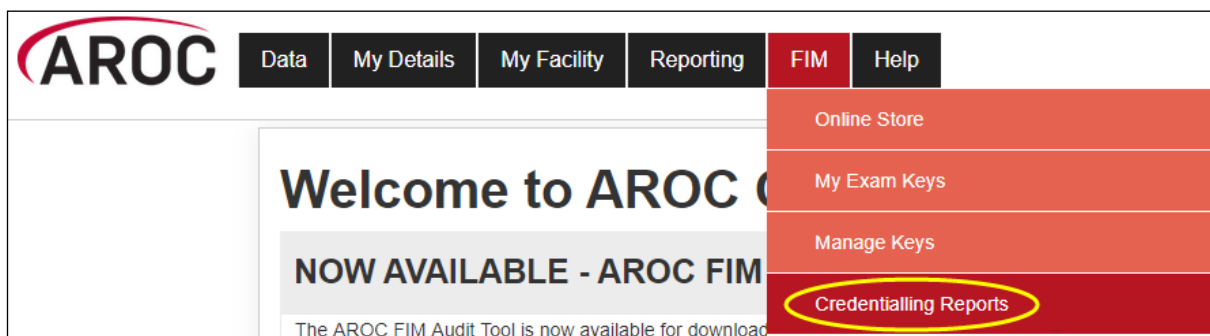 AROC
Data My Details My Facility Reporting FIM Help
Online Store
My Exam Keys
Manage Keys
Credentialling Reports
Welcome to AROC
NOW AVAILABLE - AROC FIM
The AROC FIM Audit Tool is now available for download